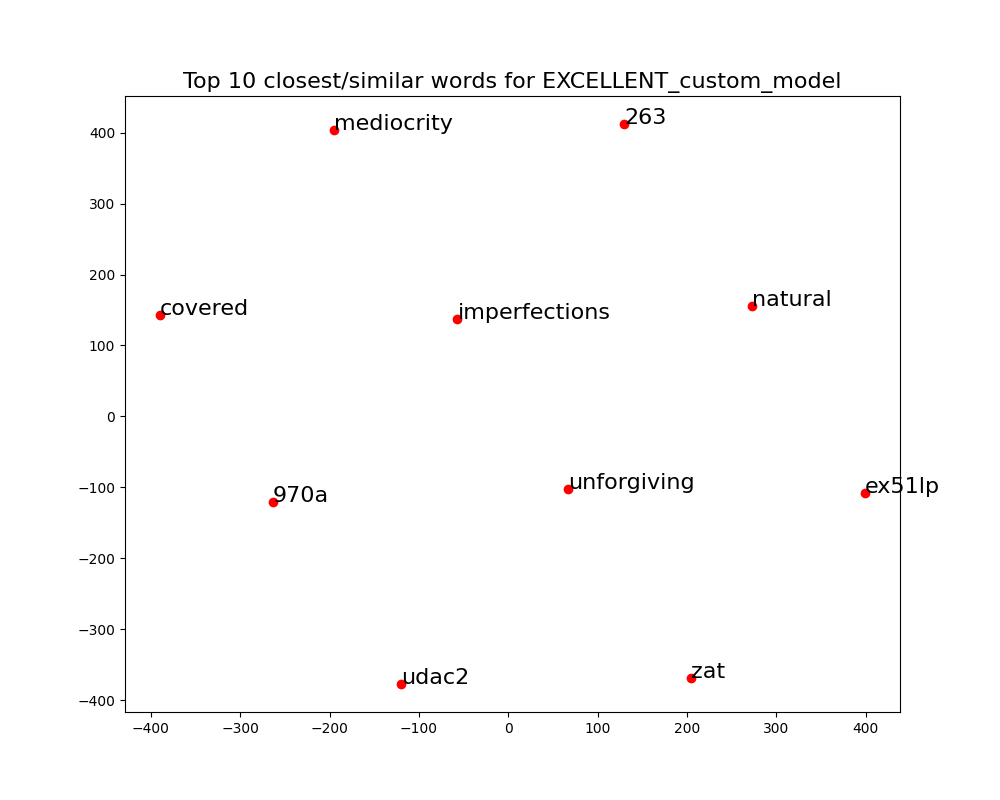 Top 10 closest/similar words for EXCELLENT_custom_model
400
300
200
100
0
−100
−200
−300
−400
mediocrity
263
covered
imperfections
natural
970a
unforgiving
ex51lp
udac2
zat
−400 −300 −200 −100 0 100 200 300 400